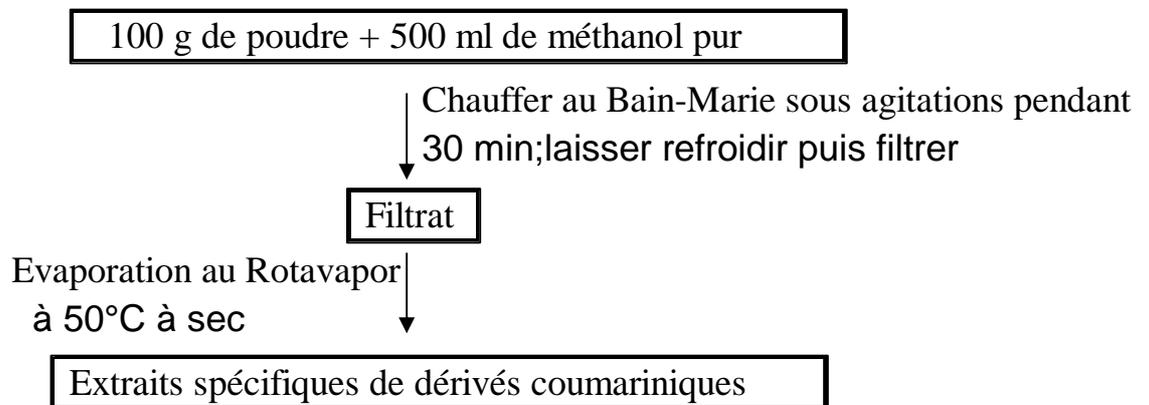 100 g de poudre + 500 ml de méthanol pur
Chauffer au Bain-Marie sous agitations pendant
30 min;laisser refroidir puis filtrer
Filtrat
Evaporation au Rotavapor
à 50°C à sec
Extraits spécifiques de dérivés coumariniques